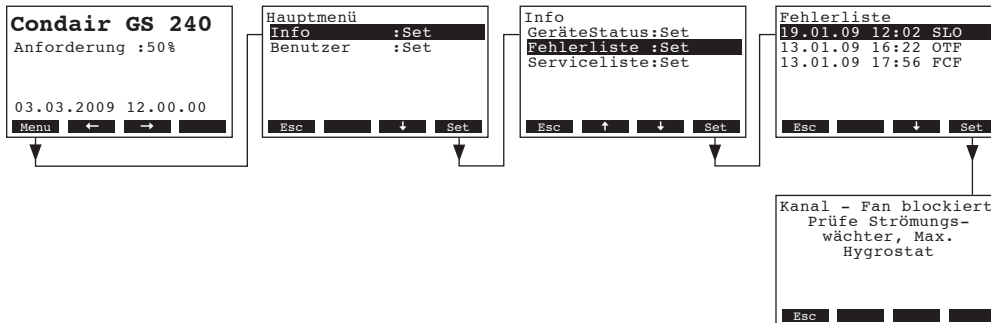 Condair GS 240
Anforderung :50%
03.03.2009 12.00.00
Menu ← →
Hauptmenü
Info :Set
Benutzer :Set
Esc ↓ Set
Info
GeräteStatus:Set
Fehlerliste :Set
Serviceliste:Set
Esc ↑ ↓ Set
Fehlerliste
19.01.09 12:02 SLO
13.01.09 16:22 OTF
13.01.09 17:56 FCF
Esc ↓ Set
Kanal - Fan blockiert
Prüfe Strömungs-
wächter, Max.
Hygrostat
Esc